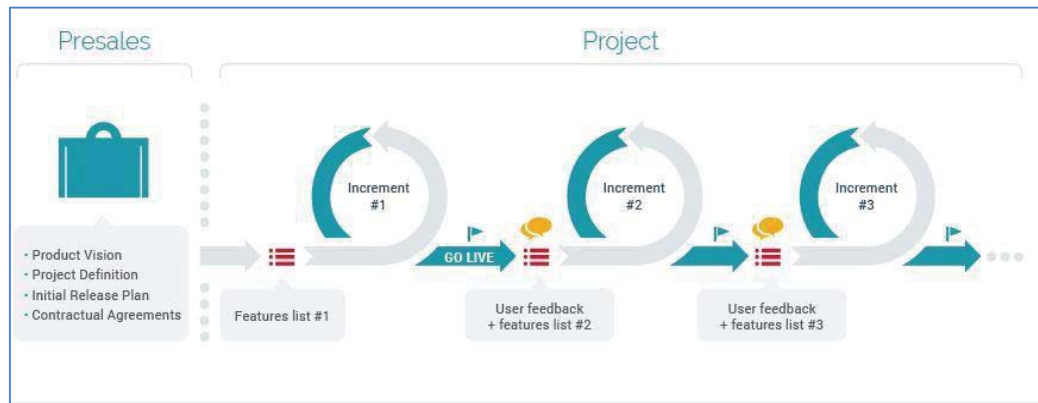 Presales
Project
Increment
#1
Increment
#2
Increment
#3
• Product Vision
• Project Definition
• Initial Release Plan
• Contractual Agreements
GO LIVE
Features list #1
User feedback
+ features list #2
User feedback
+ features list #3